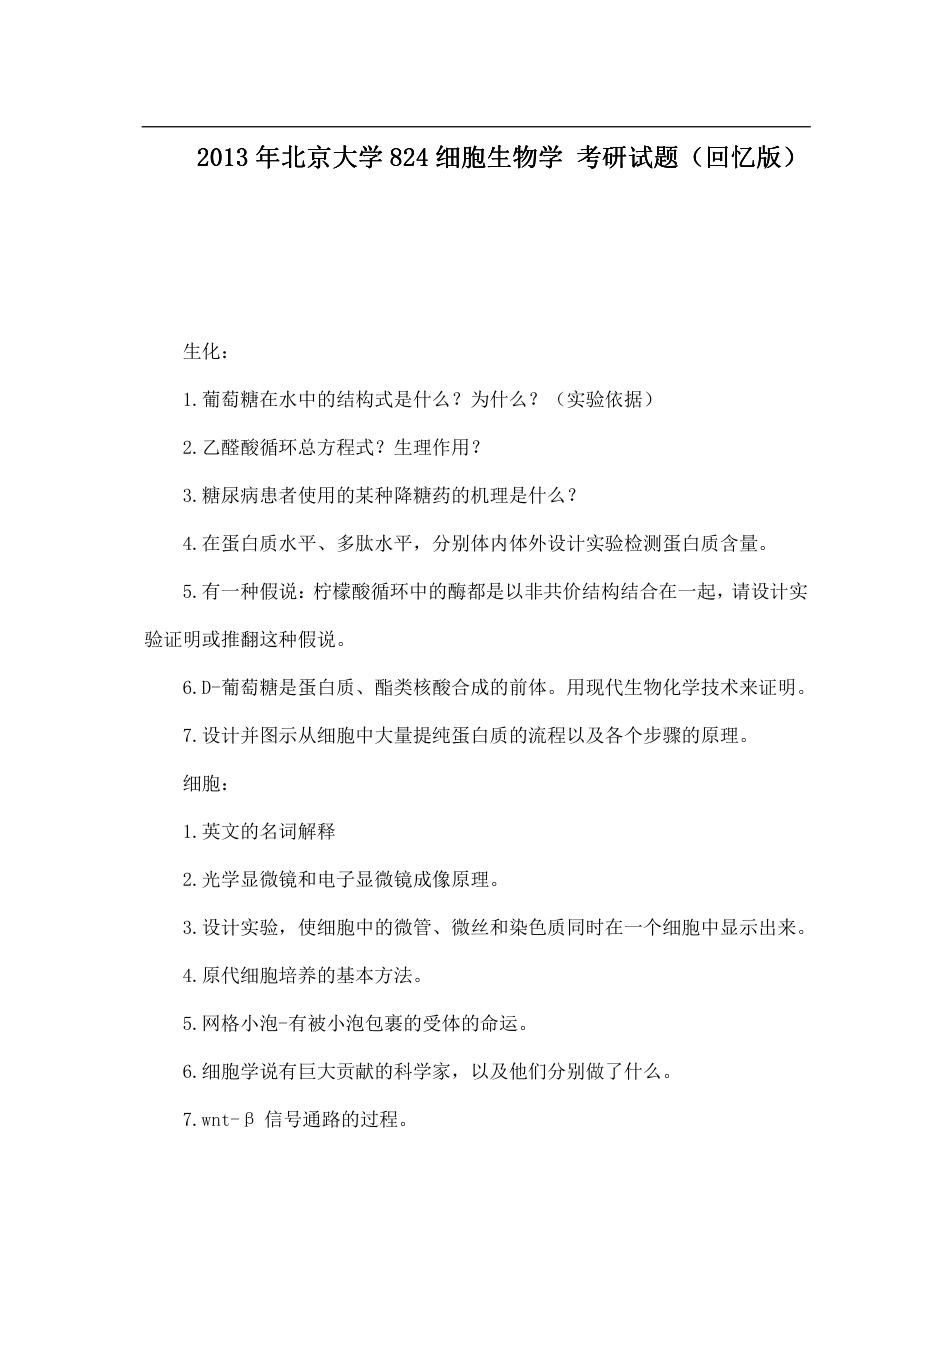 2013 年北京大学 824 细胞生物学 考研试题（回忆版）
生化：
1.葡萄糖在水中的结构式是什么？为什么？（实验依据）
2.乙醛酸循环总方程式？生理作用？
3.糖尿病患者使用的某种降糖药的机理是什么？
4.在蛋白质水平、多肽水平，分别体内体外设计实验检测蛋白质含量。
5.有一种假说：柠檬酸循环中的酶都是以非共价结构结合在一起，请设计实
验证明或推翻这种假说。
6.D-葡萄糖是蛋白质、酯类核酸合成的前体。用现代生物化学技术来证明。
7.设计并图示从细胞中大量提纯蛋白质的流程以及各个步骤的原理。
细胞：
1.英文的名词解释
2.光学显微镜和电子显微镜成像原理。
3.设计实验，使细胞中的微管、微丝和染色质同时在一个细胞中显示出来。
4.原代细胞培养的基本方法。
5.网格小泡-有被小泡包裹的受体的命运。
6.细胞学说有巨大贡献的科学家，以及他们分别做了什么。
7.wnt-β 信号通路的过程。